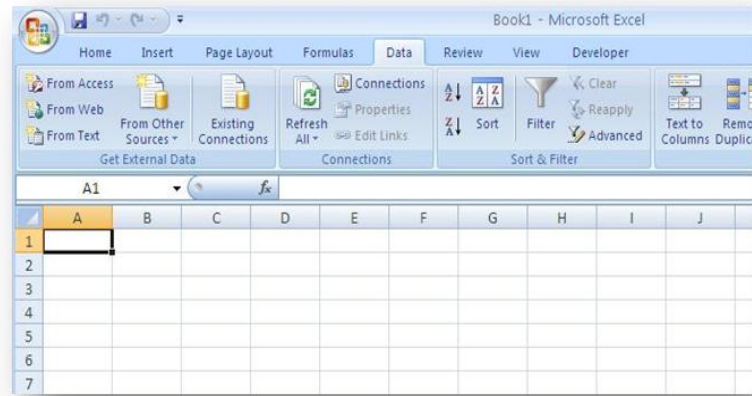 Book1 - Microsoft Excel
Home Insert Page Layout Formulas Data Review View Developer
From Access
From Web
From Text
From Other
Sources
Existing
Connections
Get External Data
Refresh
All
Connections
Properties
Edit Links
Connections
A Z
Z A
A Z
Z A
Sort
Filter
Clear
Reapply
Advanced
Sort & Filter
Text to
Columns
A1 fx
A B C D E F G H I J
1
2
3
4
5
6
7